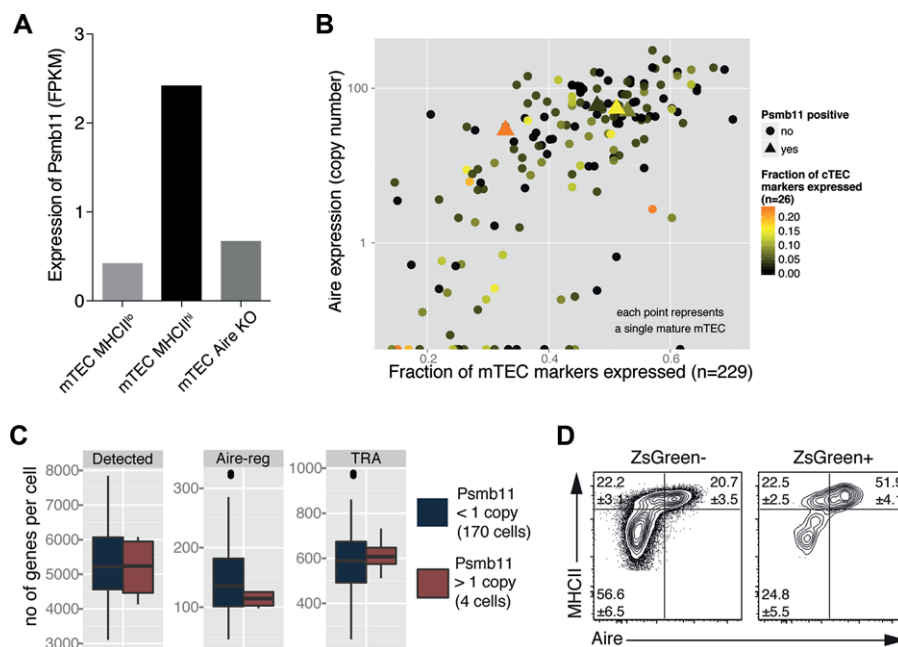 A
Expression of Psmb11 (FPKM)
3
2
1
0
mTEC MHCII^lo
mTEC MHCII^hi
mTEC Aire KO
B
Aire expression (copy number)
100
1
0.2
0.4
0.6
Fraction of mTEC markers expressed (n=229)
each point represents
a single mature mTEC
Psmb11 positive
no
yes
Fraction of cTEC
markers expressed
(n=26)
0.20
0.15
0.10
0.05
0.00
C
no of genes per cell
Detected
8000
7000
6000
5000
4000
3000
Aire-reg
300
200
100
TRA
1000
800
600
400
Psmb11
< 1 copy
(170 cells)
Psmb11
> 1 copy
(4 cells)
D
ZsGreen-
22.2
±3.
20.7
±3.5
56.6
±6.5
ZsGreen+
22.5
±2.5
51.9
±4.
24.8
±5.5
MHCII
Aire